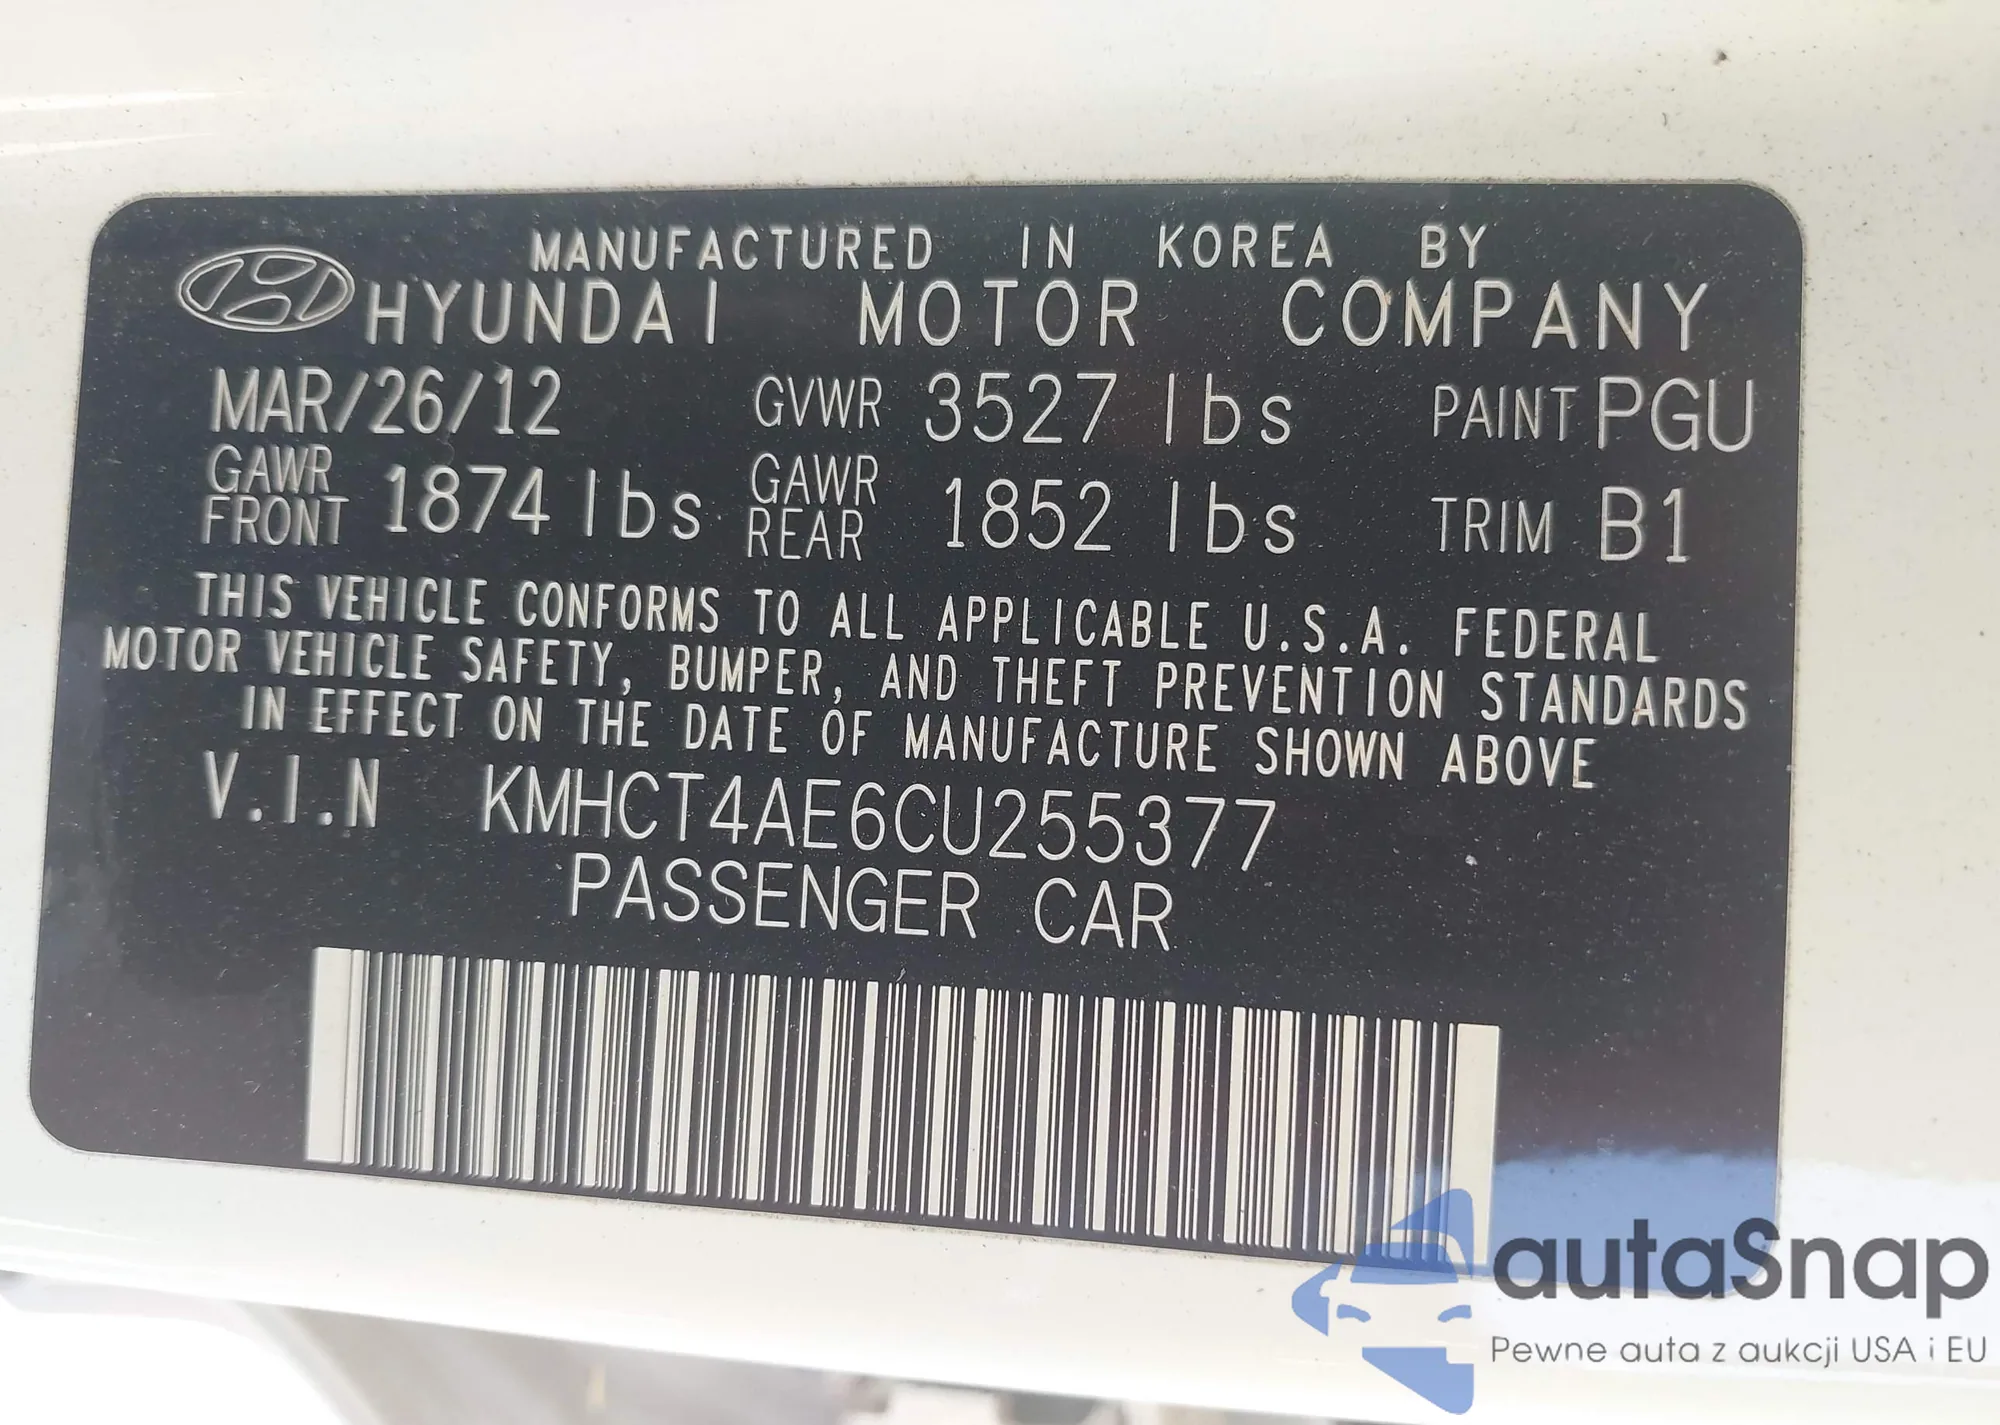 MANUFACTURED IN KOREA BY
HYUNDAI MOTOR COMPANY
MAR/26/12 GVWR 3527 lbs PAINT PGU
GAWR FRONT 1874 lbs GAWR REAR 1852 lbs TRIM B1
THIS VEHICLE CONFORMS TO ALL APPLICABLE U.S.A. FEDERAL
MOTOR VEHICLE SAFETY, BUMPER, AND THEFT PREVENTION STANDARDS
IN EFFECT ON THE DATE OF MANUFACTURE SHOWN ABOVE
V.I.N KMHCT4AE6CU255377
PASSENGER CAR
autaSnap
Pewne auta z aukcji USA i EU